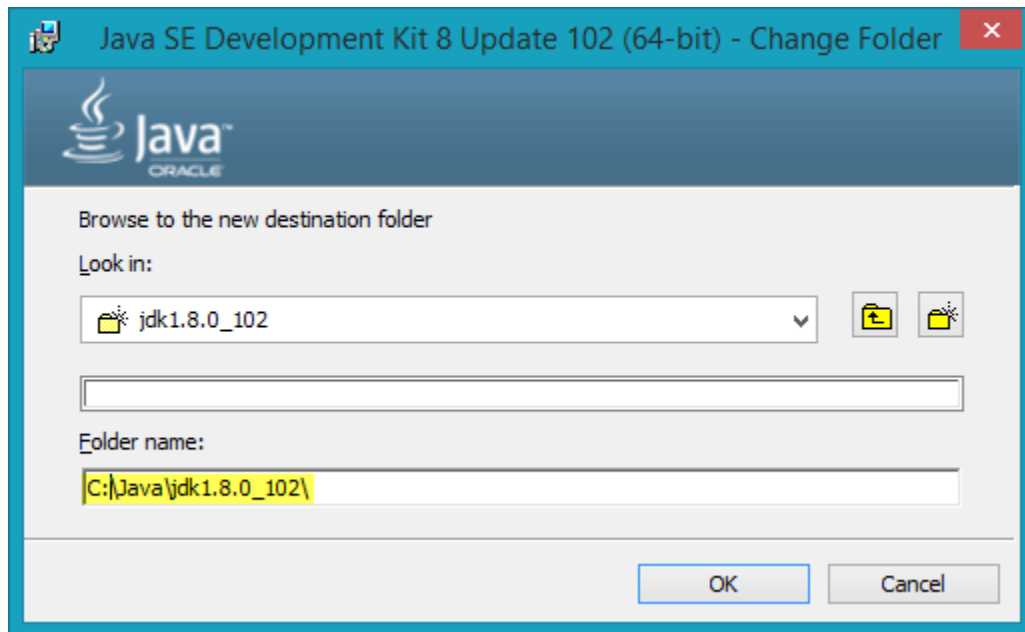 Java SE Development Kit 8 Update 102 (64-bit) - Change Folder
Java™
ORACLE
Browse to the new destination folder
Look in:
jdk1.8.0_102
Folder name:
C:\Java\jdk1.8.0_102\
OK Cancel